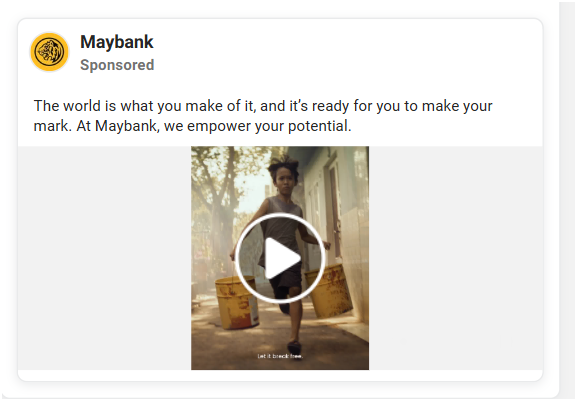 Maybank
Sponsored
The world is what you make of it, and it’s ready for you to make your
mark. At Maybank, we empower your potential.
Let it break free.